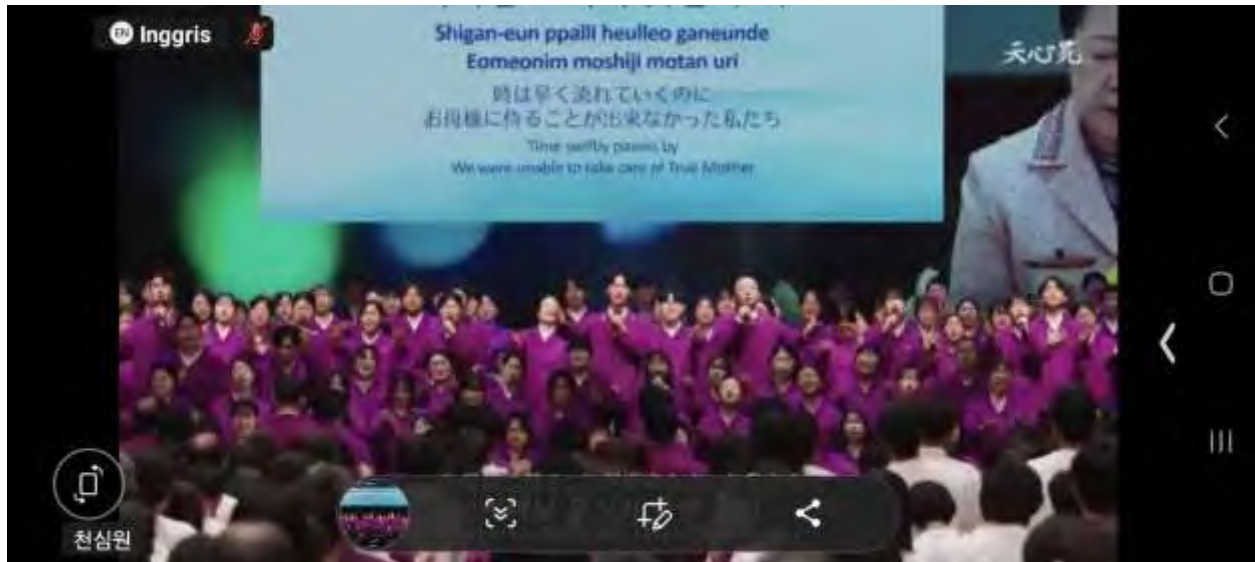 EN Inggris
Shigan-eun ppalli heulleo ganeunde
Eomeonim moshiji motan uri
時は早く流れていくのに
お母様に侍ることが出来なかった私たち
Time swiftly passes by
We were unable to take care of True Mother
天心苑
천심원